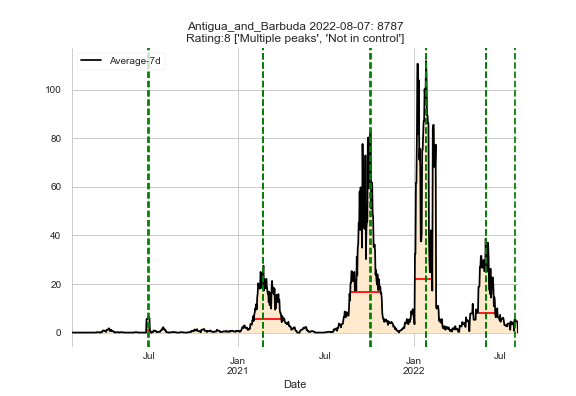 Antigua_and_Barbuda 2022-08-07: 8787
Rating:8 ['Multiple peaks', 'Not in control']
Average-7d
100
80
60
40
20
0
Jul
Jan
2021
Jul
Jan
2022
Jul
Date